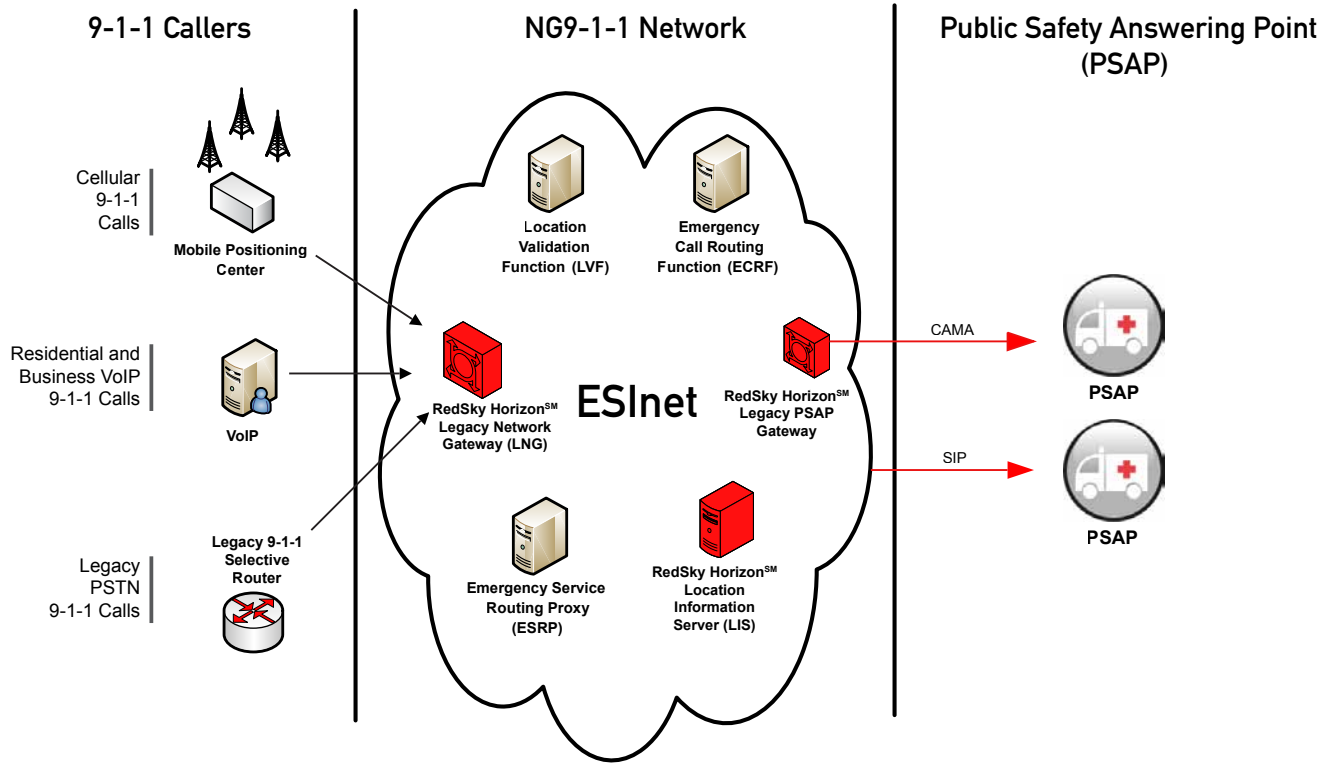 9-1-1 Callers
NG9-1-1 Network
Public Safety Answering Point
(PSAP)
Cellular
9-1-1
Calls
Mobile Positioning
Center
Residential and
Business VoIP
9-1-1 Calls
VoIP
Legacy
PSTN
9-1-1 Calls
Legacy 9-1-1
Selective
Router
Location
Validation
Function (LVF)
Emergency
Call Routing
Function (ECRF)
RedSky Horizon℠
Legacy Network
Gateway (LNG)
ESInet
RedSky Horizon℠
Legacy PSAP
Gateway
Emergency Service
Routing Proxy
(ESRP)
RedSky Horizon℠
Location
Information
Server (LIS)
CAMA
PSAP
SIP
PSAP